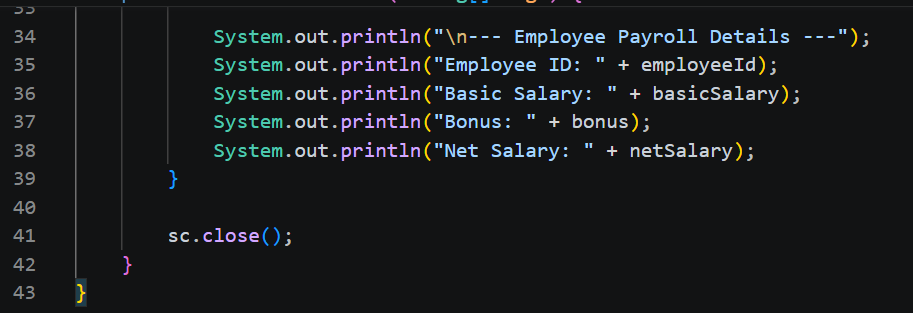 34 System.out.println("\n--- Employee Payroll Details ---");
35 System.out.println("Employee ID: " + employeeId);
36 System.out.println("Basic Salary: " + basicSalary);
37 System.out.println("Bonus: " + bonus);
38 System.out.println("Net Salary: " + netSalary);
39 }
40
41 sc.close();
42 }
43 }